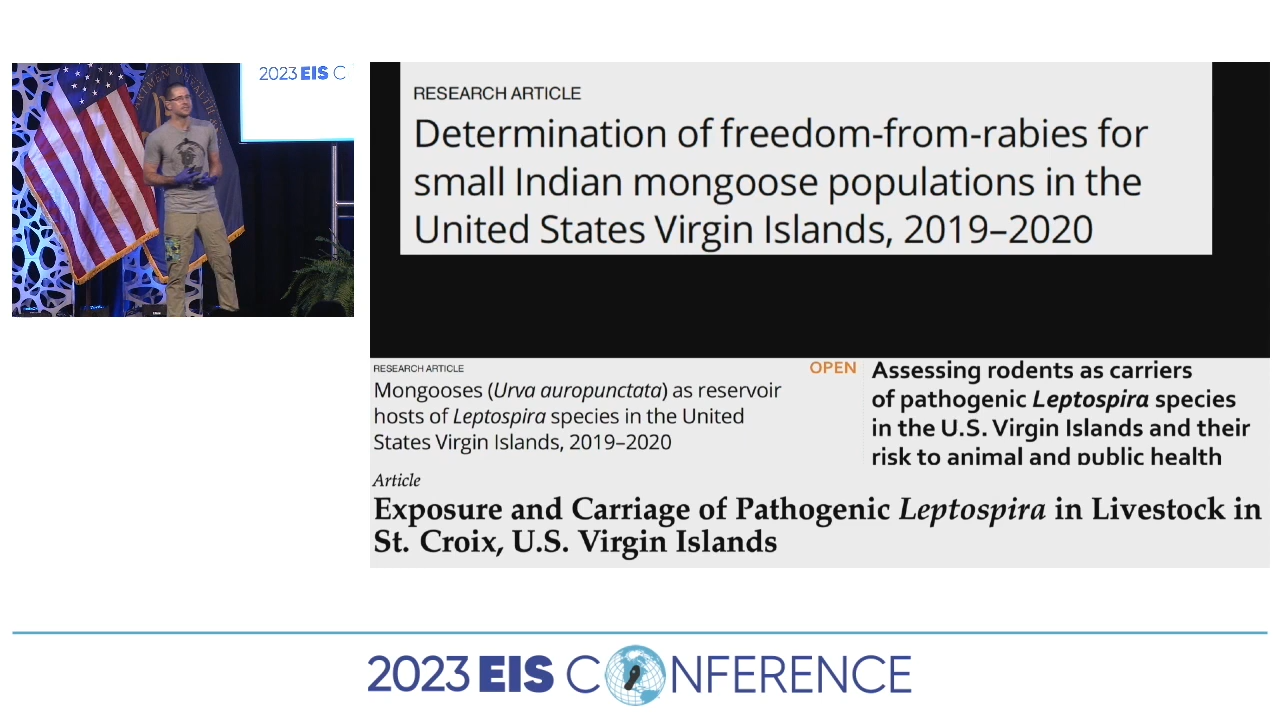 2023 EIS C
RESEARCH ARTICLE
Determination of freedom-from-rabies for
small Indian mongoose populations in the
United States Virgin Islands, 2019–2020
RESEARCH ARTICLE
Mongooses (Urva auropunctata) as reservoir
hosts of Leptospira species in the United
States Virgin Islands, 2019–2020
OPEN
Assessing rodents as carriers
of pathogenic Leptospira species
in the U.S. Virgin Islands and their
risk to animal and public health
Article
Exposure and Carriage of Pathogenic Leptospira in Livestock in
St. Croix, U.S. Virgin Islands
2023 EIS CONFERENCE